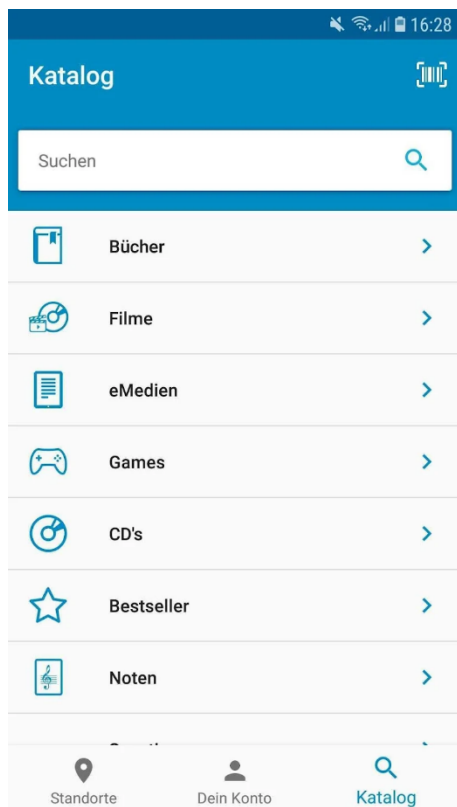 16:28
Katalog
Suchen
Bücher
Filme
eMedien
Games
CD's
Bestseller
Noten
Standorte
Dein Konto
Katalog